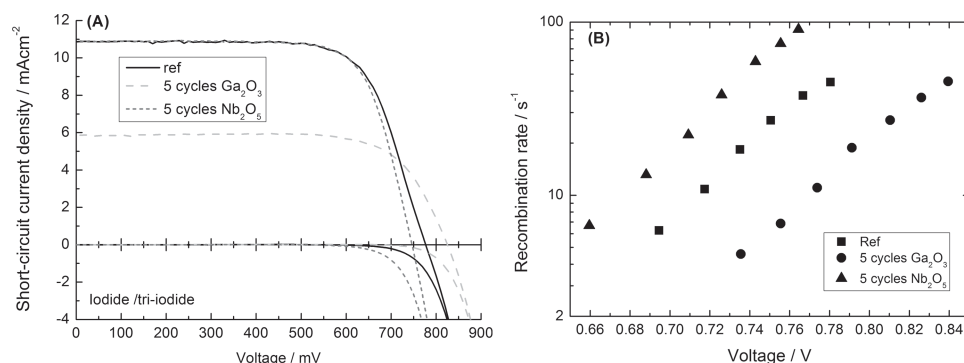 (A)
Short-circuit current density / mAcm⁻²
12
10
8
6
4
2
0
-2
-4
ref
5 cycles Ga₂O₃
5 cycles Nb₂O₅
Iodide /tri-iodide
0 100 200 300 400 500 600 700 800 900
Voltage / mV
(B)
Recombination rate / s⁻¹
100
10
2
Ref
5 cycles Ga₂O₃
5 cycles Nb₂O₅
0.66 0.68 0.70 0.72 0.74 0.76 0.78 0.80 0.82 0.84
Voltage / V